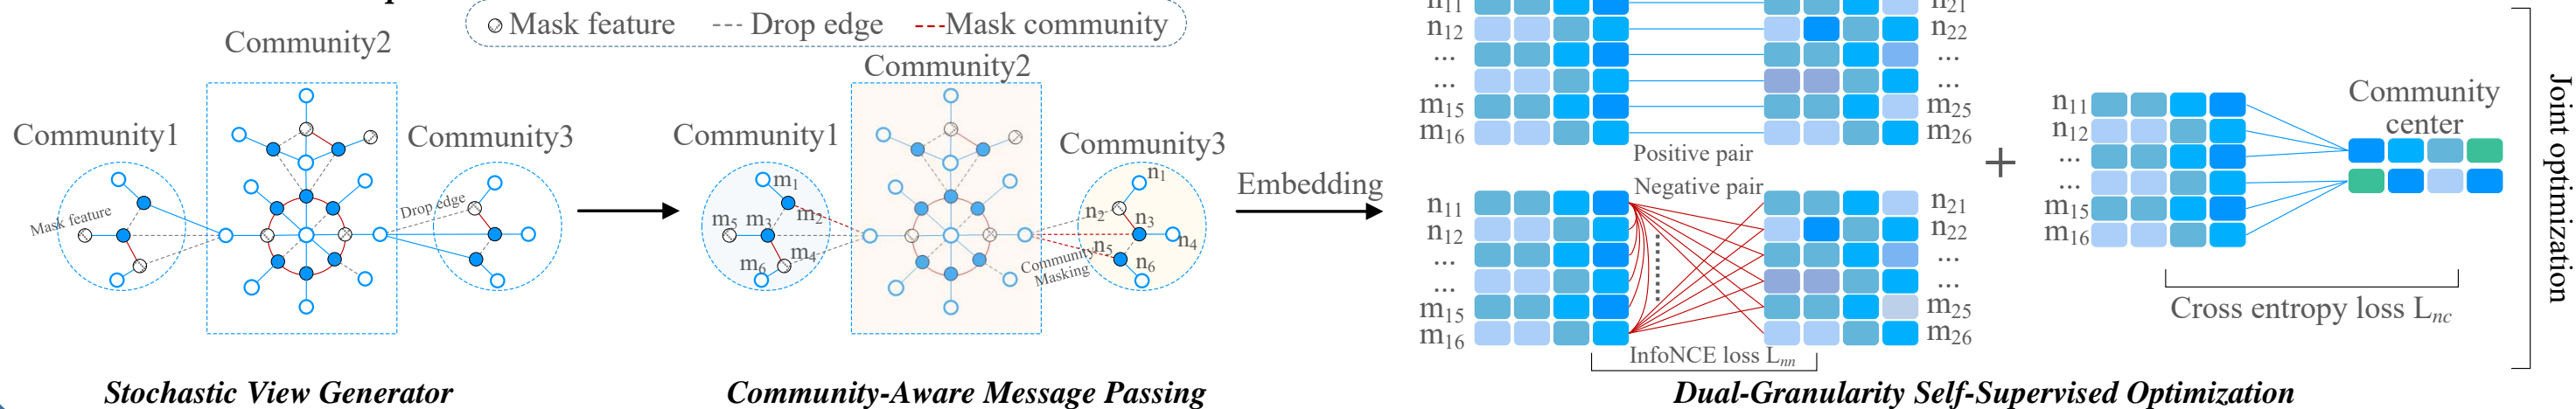 Mask feature Drop edge Mask community
Community2
Community1
Community3
Mask feature
Drop edge
Stochastic View Generator
Community2
Community1
Community3
m1
m2
m5 m3
m4
m6
n1
n2
n3
n4
n5
n6
Community
Masking
Community-Aware Message Passing
Embedding
n11 n21
n12 n22
... ...
... ...
m15 m25
m16 m26
Positive pair
Negative pair
n11 n21
n12 n22
... ...
... ...
m15 m25
m16 m26
InfoNCE loss Lnn
+
n11
n12
...
...
m15
m16
Community
center
Cross entropy loss Lnc
Joint optimization
Dual-Granularity Self-Supervised Optimization